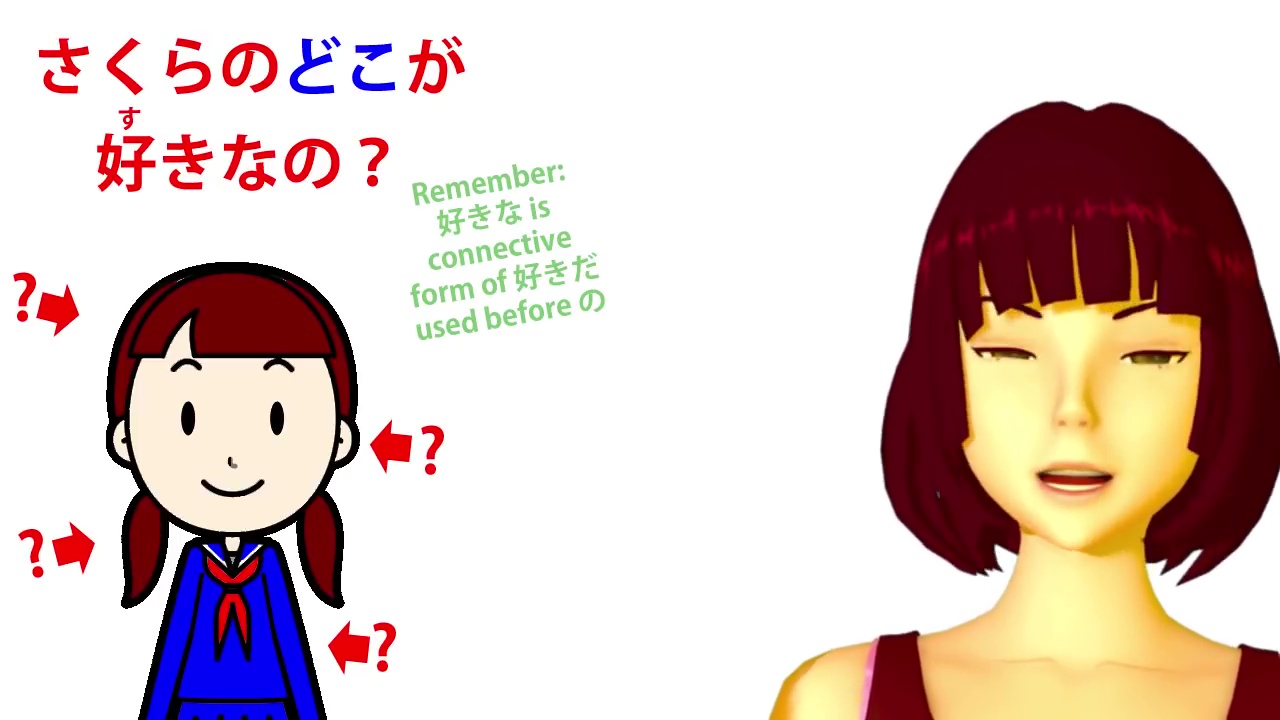 さくらのどこが
す
好きなの？
Remember:
好きな is
connective
form of 好きだ
used before の
?
?
?
?